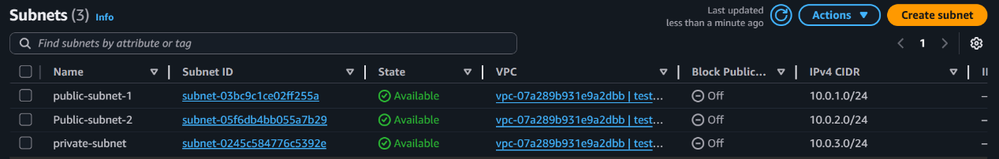 Subnets (3) Info
Last updated
less than a minute ago
Actions
Create subnet
Find subnets by attribute or tag
1
Name Subnet ID State VPC Block Public... IPv4 CIDR
public-subnet-1 subnet-03bc9c1ce02ff255a Available vpc-07a289b931e9a2dbb | test... Off 10.0.1.0/24 –
Public-subnet-2 subnet-05f6db4bb055a7b29 Available vpc-07a289b931e9a2dbb | test... Off 10.0.2.0/24 –
private-subnet subnet-0245c584776c5392e Available vpc-07a289b931e9a2dbb | test... Off 10.0.3.0/24 –